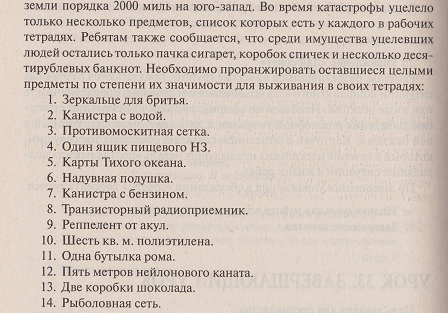 земли порядка 2000 миль на юго-запад. Во время катастрофы уцелело
только несколько предметов, список которых есть у каждого в рабочих
тетрадях. Ребятам также сообщается, что среди имущества уцелевших
людей остались только пачка сигарет, коробок спичек и несколько деся-
тирублевых банкнот. Необходимо проранжировать оставшиеся целыми
предметы по степени их значимости для выживания в своих тетрадях:
1. Зеркальце для бритья.
2. Канистра с водой.
3. Противомоскитная сетка.
4. Один ящик пищевого НЗ.
5. Карты Тихого океана.
6. Надувная подушка.
7. Канистра с бензином.
8. Транзисторный радиоприемник.
9. Реппелент от акул.
10. Шесть кв. м. полиэтилена.
11. Одна бутылка рома.
12. Пять метров нейлонового каната.
13. Две коробки шоколада.
14. Рыболовная сеть.